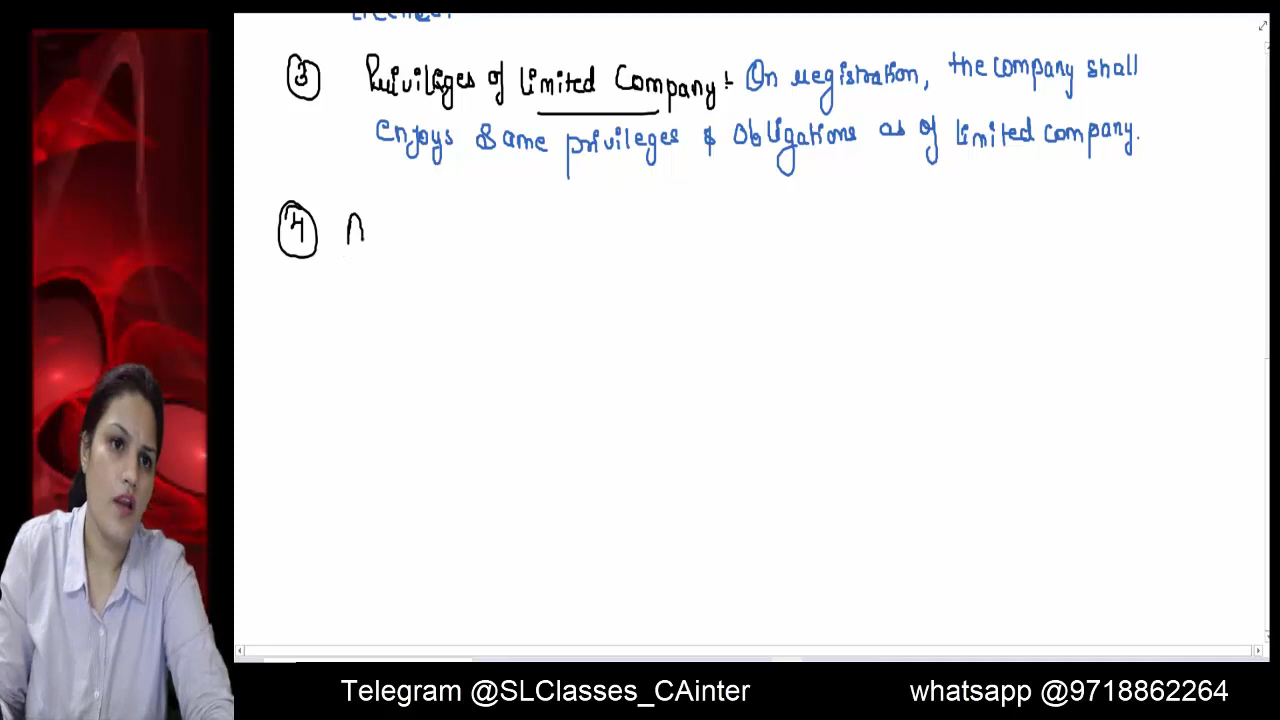 ③ Privileges of limited Company :- On registration, the company shall
enjoys same privileges & obligations as of limited company.
④
Telegram @SLClasses_CAinter
whatsapp @9718862264